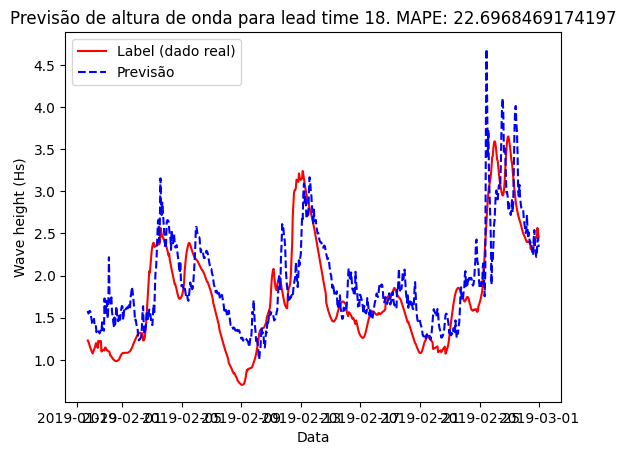 Previsão de altura de onda para lead time 18. MAPE: 22.6968469174197
Label (dado real)
Previsão
4.5
4.0
3.5
3.0
2.5
2.0
1.5
1.0
Wave height (Hs)
2019-01-29 2019-02-01 2019-02-05 2019-02-09 2019-02-13 2019-02-17 2019-02-21 2019-02-25 2019-03-01
Data